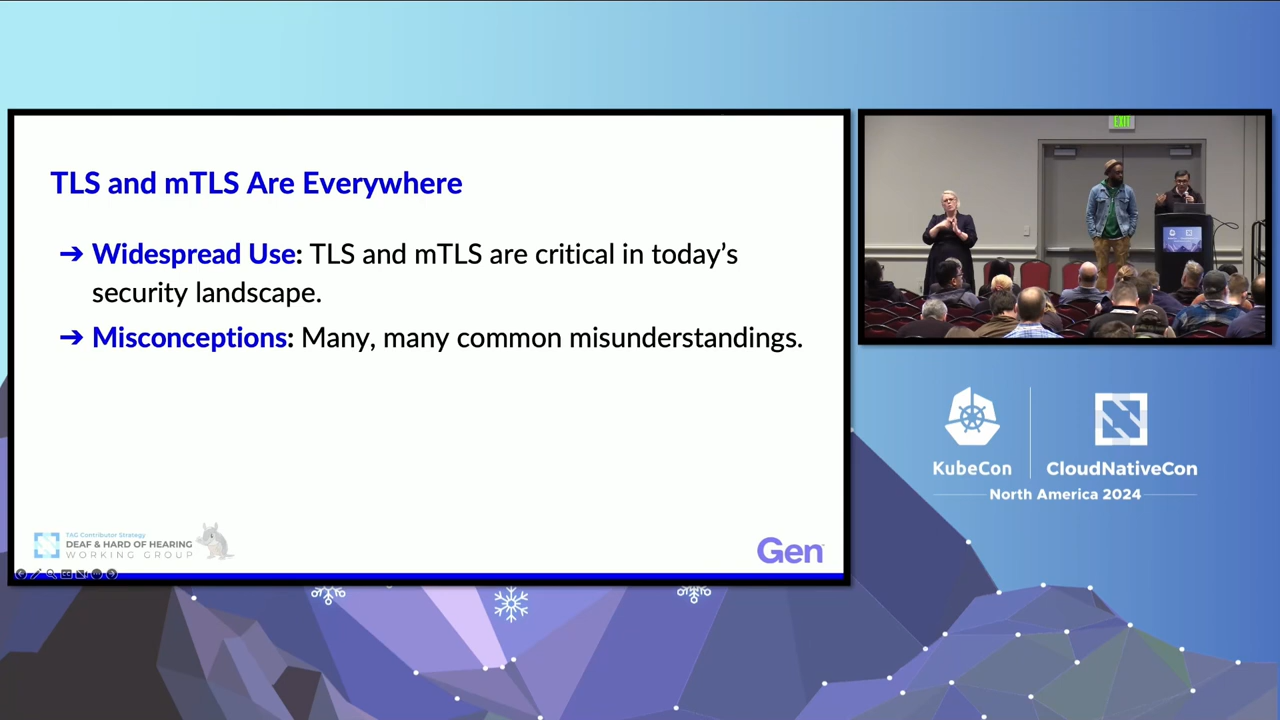 TLS and mTLS Are Everywhere
➔ Widespread Use: TLS and mTLS are critical in today’s
security landscape.
➔ Misconceptions: Many, many common misunderstandings.
TAG Contributor Strategy
DEAF & HARD OF HEARING
WORKING GROUP
Gen
EXIT
KubeCon
CloudNativeCon
North America 2024